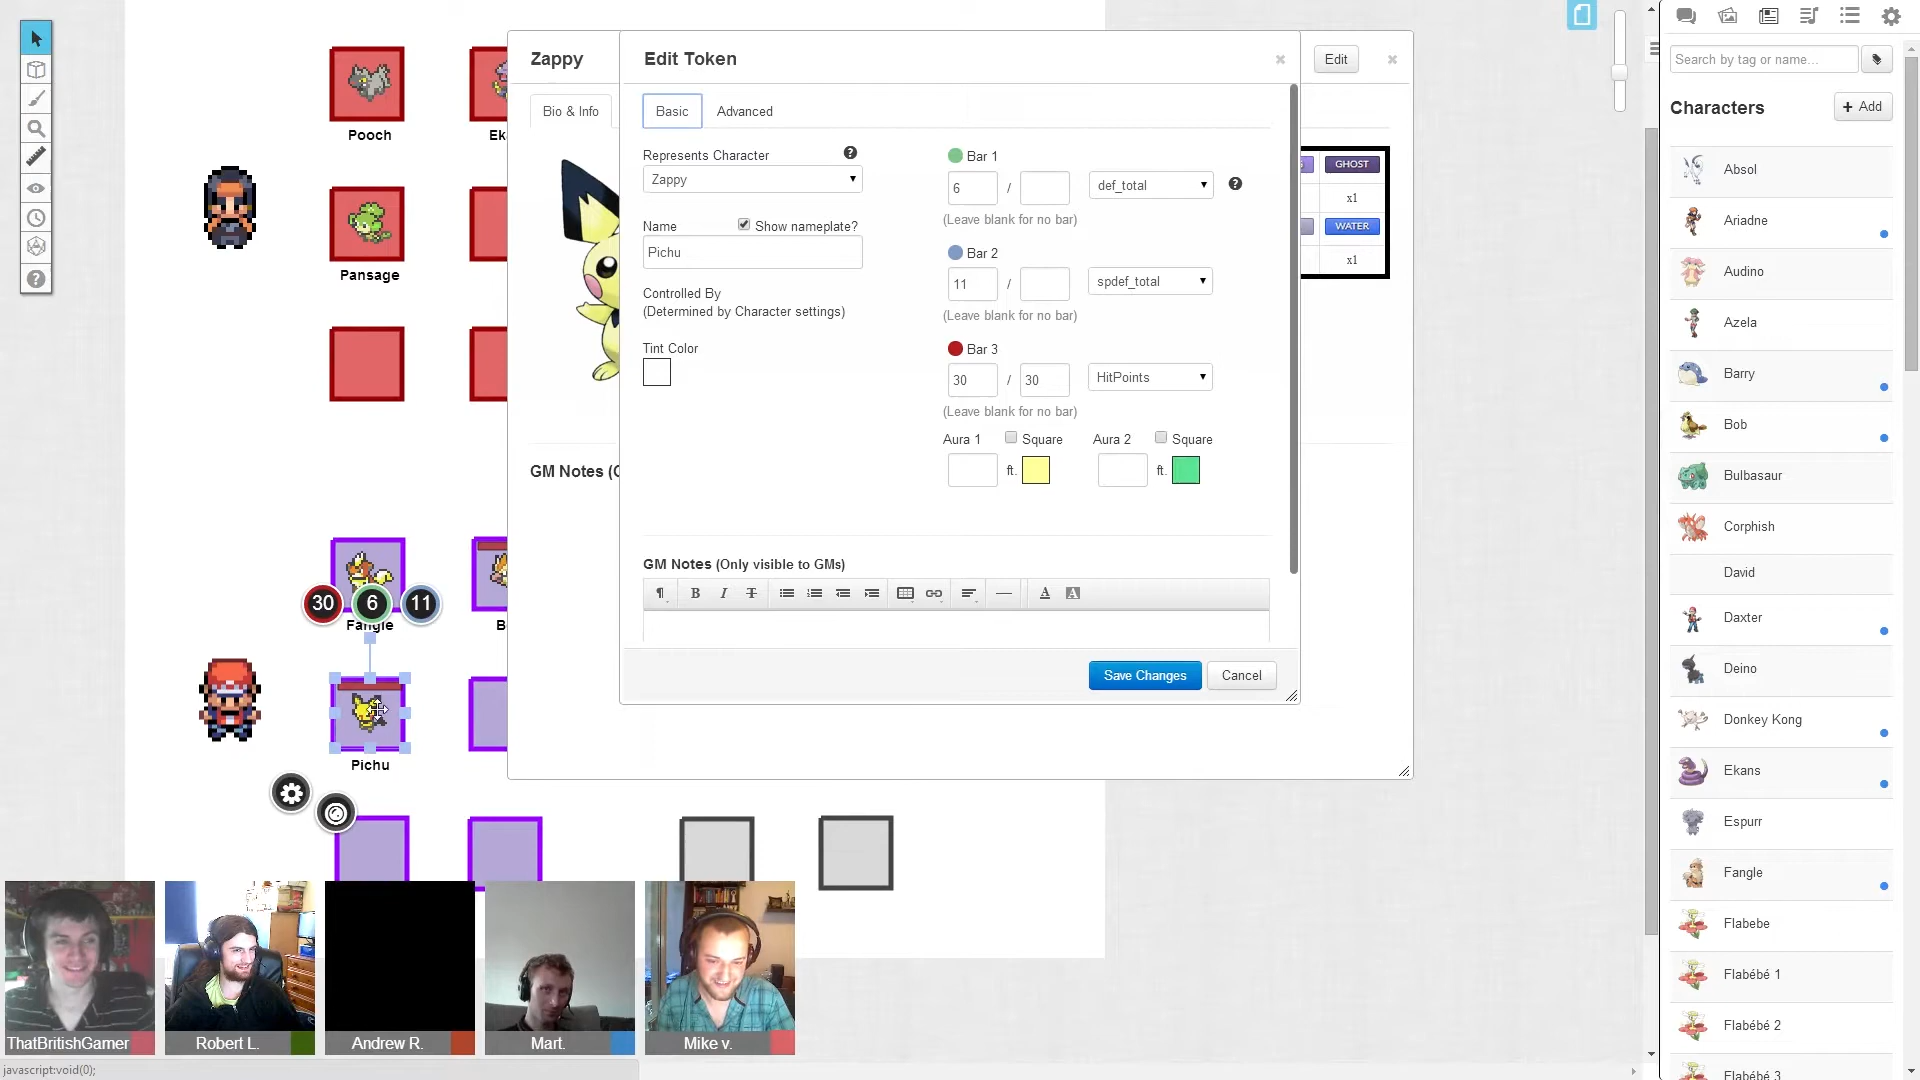 Pooch
Ek
Pansage
Fangle
B
30
6
11
Pichu
Zappy
Edit
Bio & Info
GHOST
x1
WATER
x1
GM Notes (
Edit Token
Basic
Advanced
Represents Character
Zappy
Name
Show nameplate?
Pichu
Controlled By
(Determined by Character settings)
Tint Color
Bar 1
6 / def_total
(Leave blank for no bar)
Bar 2
11 / spdef_total
(Leave blank for no bar)
Bar 3
30 / 30 HitPoints
(Leave blank for no bar)
Aura 1 Square Aura 2 Square
ft. ft.
GM Notes (Only visible to GMs)
Save Changes
Cancel
Search by tag or name...
Characters
+ Add
Absol
Ariadne
Audino
Azela
Barry
Bob
Bulbasaur
Corphish
David
Daxter
Deino
Donkey Kong
Ekans
Espurr
Fangle
Flabebe
Flabébé 1
Flabébé 2
Flabébé 3
ThatBritishGamer
Robert L.
Andrew R.
Mart.
Mike v.
javascript:void(0);